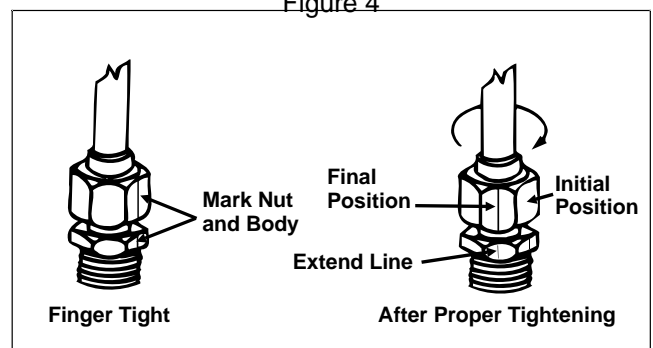 Figure 4
Mark Nut
and Body
Finger Tight
Final
Position
Initial
Position
Extend Line
After Proper Tightening